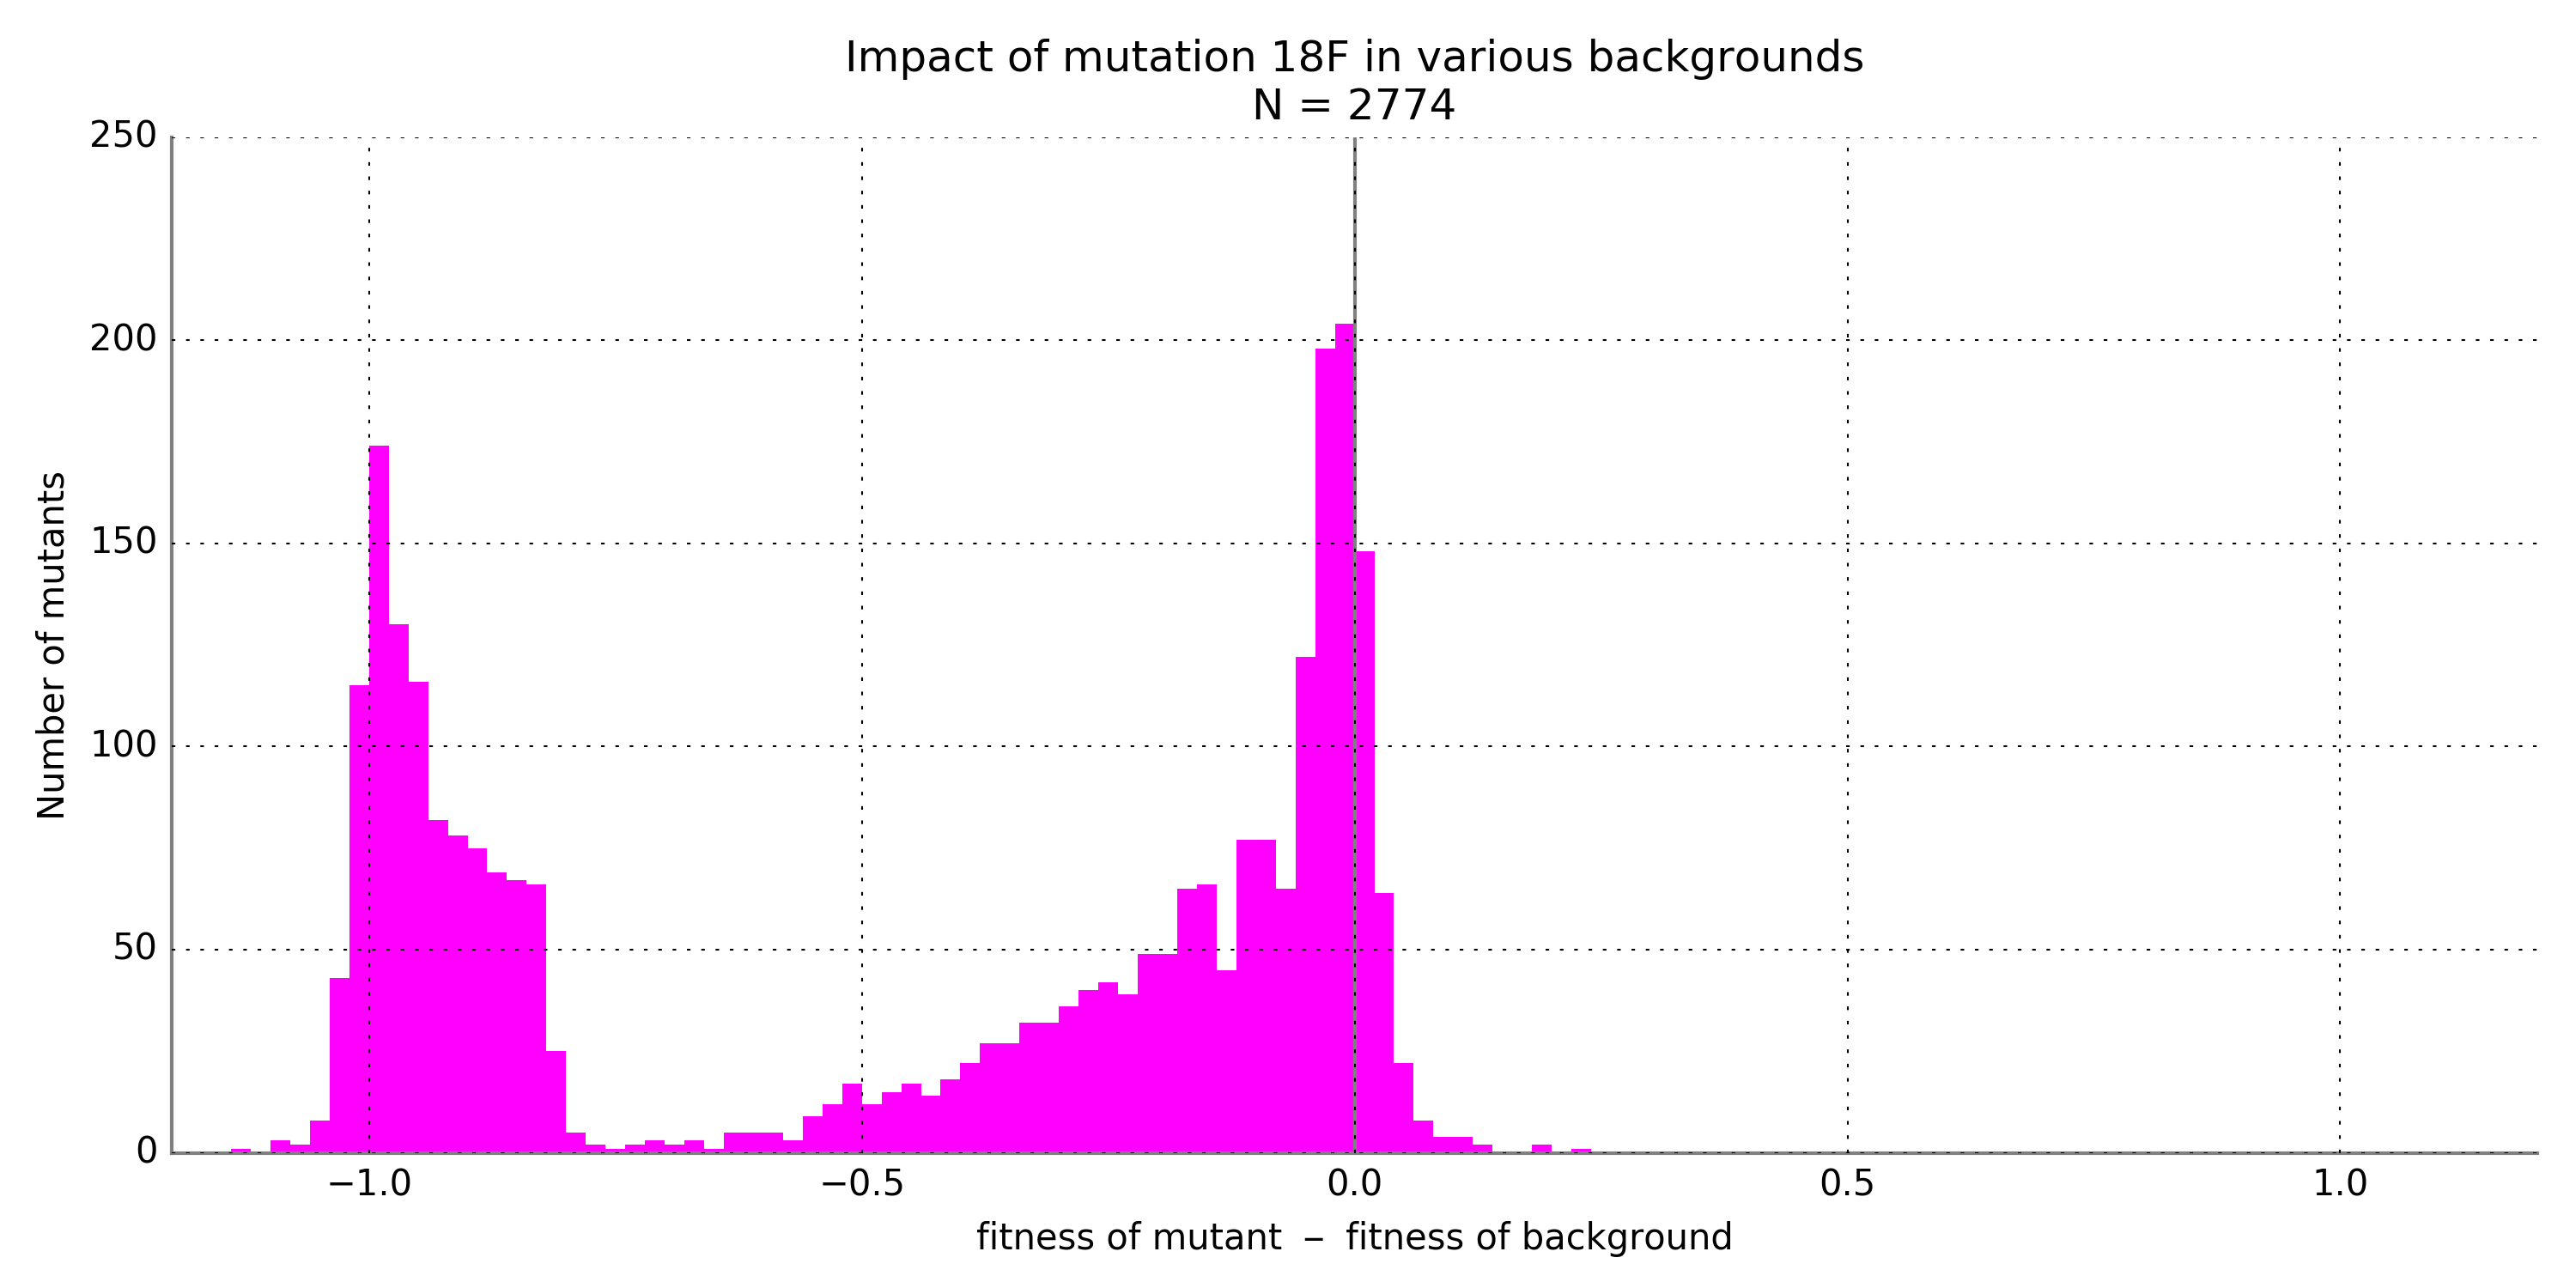 Impact of mutation 18F in various backgrounds
N = 2774
250
200
150
100
50
0
Number of mutants
−1.0 −0.5 0.0 0.5 1.0
fitness of mutant − fitness of background